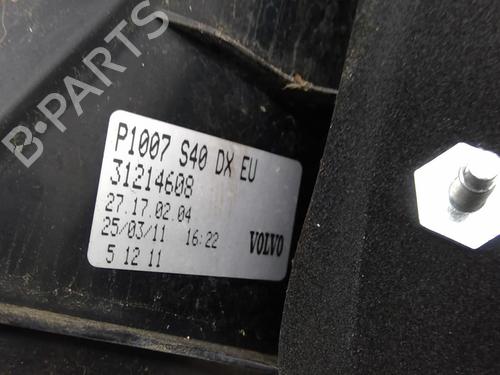 B-PARTS
P1007 S40 DX EU
31214608
27.17.02.04
25/03/11 16:22 VOLVO
5 12 11